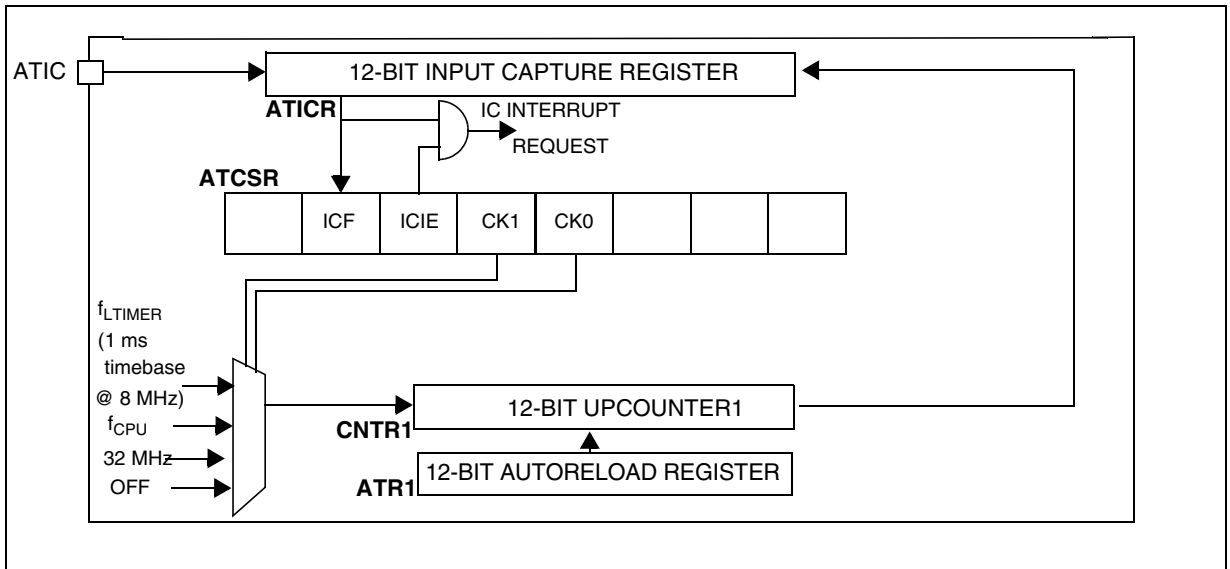 ATIC
12-BIT INPUT CAPTURE REGISTER
ATICR
IC INTERRUPT
REQUEST
ATCSR
ICF ICIE CK1 CK0
fLTIMER
(1 ms
timebase
@ 8 MHz)
fCPU
32 MHz
OFF
12-BIT UPCOUNTER1
CNTR1
12-BIT AUTORELOAD REGISTER
ATR1